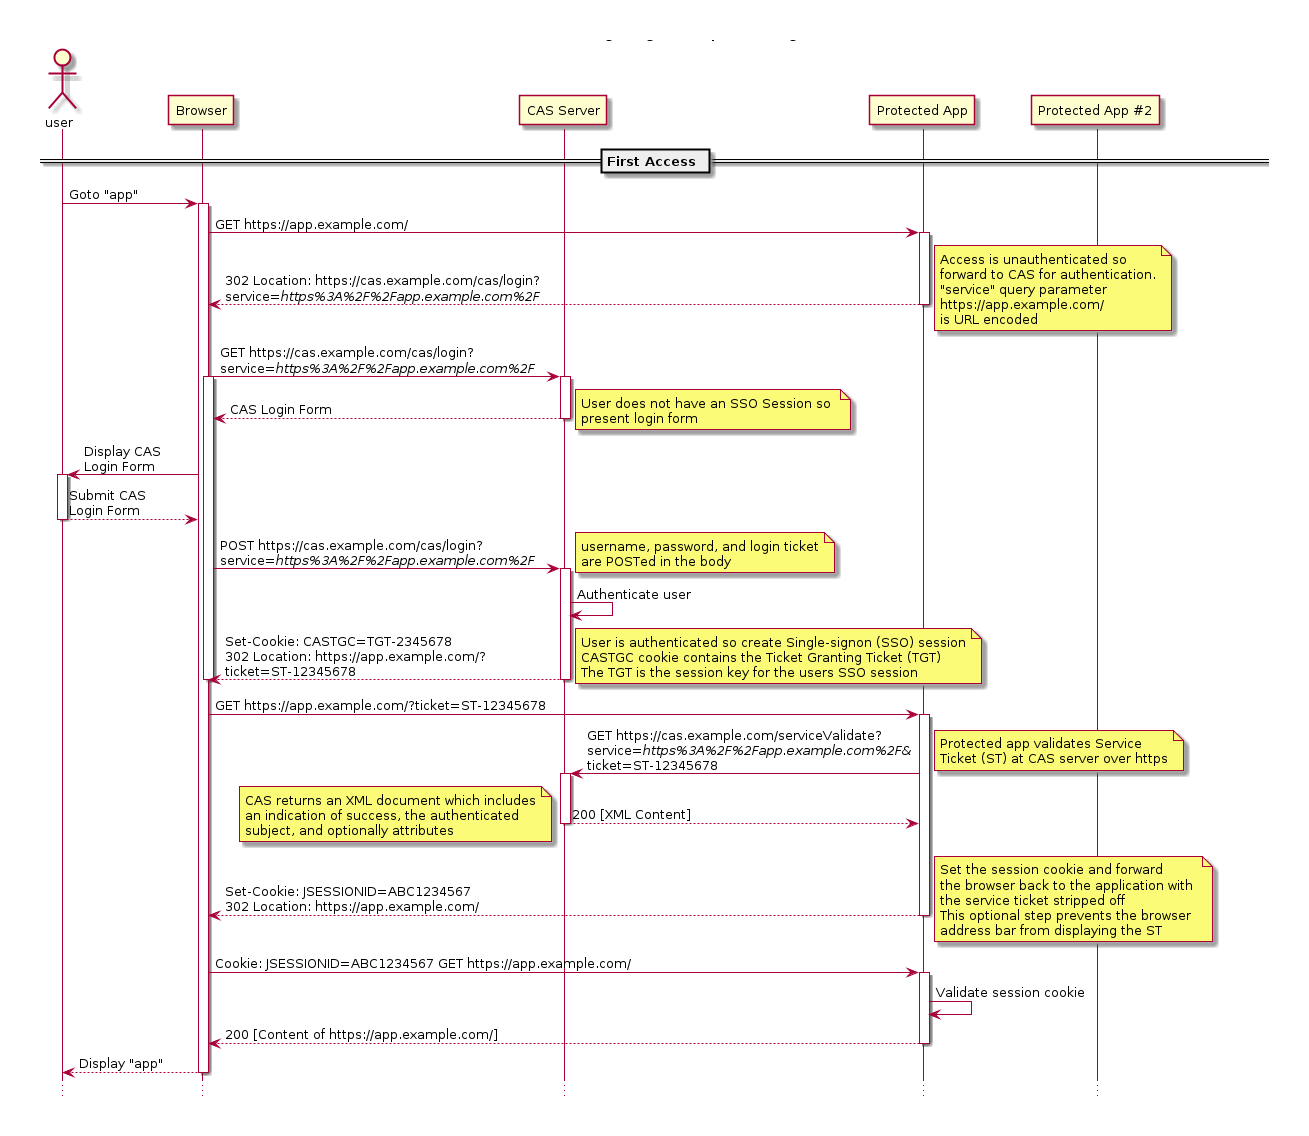 user
Browser
CAS Server
Protected App
Protected App #2
First Access
Goto "app"
GET https://app.example.com/
Access is unauthenticated so
forward to CAS for authentication.
"service" query parameter
https://app.example.com/
is URL encoded
302 Location: https://cas.example.com/cas/login?
service=https%3A%2F%2Fapp.example.com%2F
GET https://cas.example.com/cas/login?
service=https%3A%2F%2Fapp.example.com%2F
User does not have an SSO Session so
present login form
CAS Login Form
Display CAS
Login Form
Submit CAS
Login Form
POST https://cas.example.com/cas/login?
service=https%3A%2F%2Fapp.example.com%2F
username, password, and login ticket
are POSTed in the body
Authenticate user
Set-Cookie: CASTGC=TGT-2345678
302 Location: https://app.example.com/?
ticket=ST-12345678
User is authenticated so create Single-signon (SSO) session
CASTGC cookie contains the Ticket Granting Ticket (TGT)
The TGT is the session key for the users SSO session
GET https://app.example.com/?ticket=ST-12345678
GET https://cas.example.com/serviceValidate?
service=https%3A%2F%2Fapp.example.com%2F&
ticket=ST-12345678
Protected app validates Service
Ticket (ST) at CAS server over https
CAS returns an XML document which includes
an indication of success, the authenticated
subject, and optionally attributes
200 [XML Content]
Set the session cookie and forward
the browser back to the application with
the service ticket stripped off
This optional step prevents the browser
address bar from displaying the ST
Set-Cookie: JSESSIONID=ABC1234567
302 Location: https://app.example.com/
Cookie: JSESSIONID=ABC1234567 GET https://app.example.com/
Validate session cookie
200 [Content of https://app.example.com/]
Display "app"